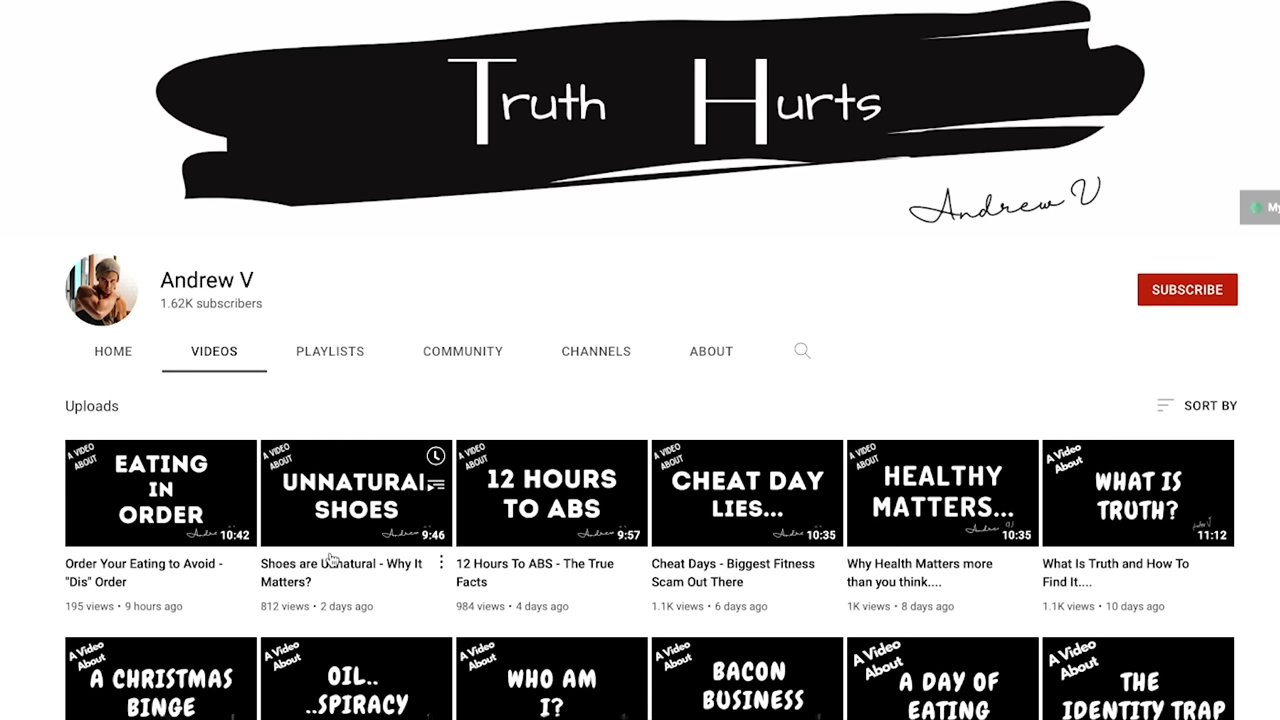 Truth Hurts
Andrew V
My
Andrew V
1.62K subscribers
SUBSCRIBE
HOME VIDEOS PLAYLISTS COMMUNITY CHANNELS ABOUT
Uploads
SORT BY
A VIDEO
ABOUT
EATING
IN
ORDER
10:42
A VIDEO
ABOUT
UNNATURAL
SHOES
9:46
A VIDEO
ABOUT
12 HOURS
TO ABS
9:57
A VIDEO
ABOUT
CHEAT DAY
LIES...
10:35
A VIDEO
ABOUT
HEALTHY
MATTERS...
10:35
A Video
About
WHAT IS
TRUTH?
11:12
Order Your Eating to Avoid -
"Dis" Order
195 views • 9 hours ago
Shoes are Unnatural - Why It
Matters?
812 views • 2 days ago
12 Hours To ABS - The True
Facts
984 views • 4 days ago
Cheat Days - Biggest Fitness
Scam Out There
1.1K views • 6 days ago
Why Health Matters more
than you think....
1K views • 8 days ago
What Is Truth and How To
Find It....
1.1K views • 10 days ago
A Video
About
A CHRISTMAS
BINGE
A Video
About
OIL..
..SPIRACY
A Video
About
WHO AM
I?
A Video
About
BACON
BUSINESS
A Video
About
A DAY OF
EATING
A Video
About
THE
IDENTITY TRAP